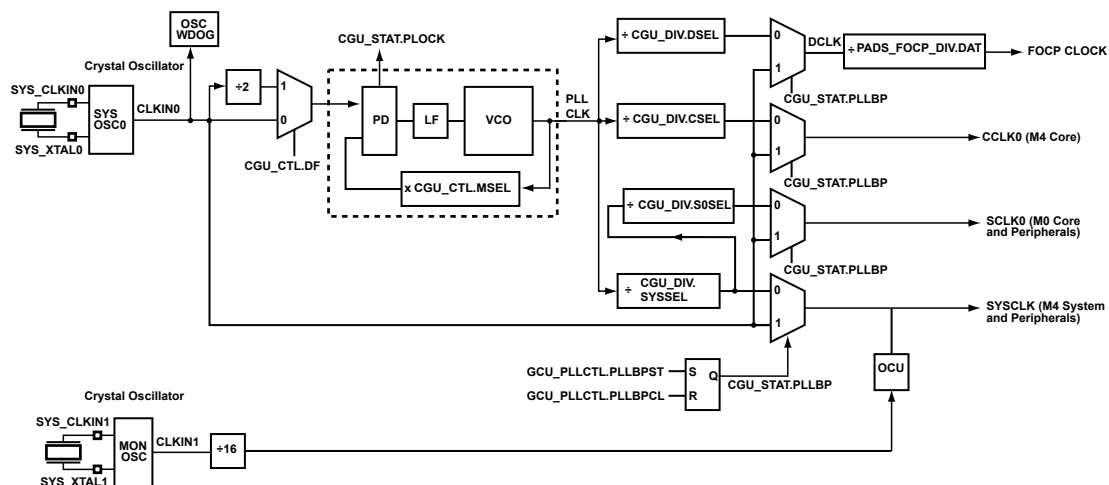 OSC
WDOG
CGU_STAT.PLOCK
÷ CGU_DIV.DSEL
0
1
DCLK
÷PADS_FOCP_DIV.DAT
FOCP CLOCK
CGU_STAT.PLLBP
Crystal Oscillator
SYS_CLKIN0
SYS_XTAL0
SYS
OSC0
CLKIN0
÷2
1
0
CGU_CTL.DF
PD
LF
VCO
PLL
CLK
x CGU_CTL.MSEL
÷ CGU_DIV.CSEL
0
1
CCLK0 (M4 Core)
CGU_STAT.PLLBP
÷ CGU_DIV.S0SEL
0
1
SCLK0 (M0 Core
and Peripherals)
CGU_STAT.PLLBP
÷ CGU_DIV.
SYSSEL
0
1
SYSCLK (M4 System
and Peripherals)
GCU_PLLCTL.PLLBPST
GCU_PLLCTL.PLLBPCL
S
R
Q
CGU_STAT.PLLBP
OCU
Crystal Oscillator
SYS_CLKIN1
SYS_XTAL1
MON
OSC
CLKIN1
÷16